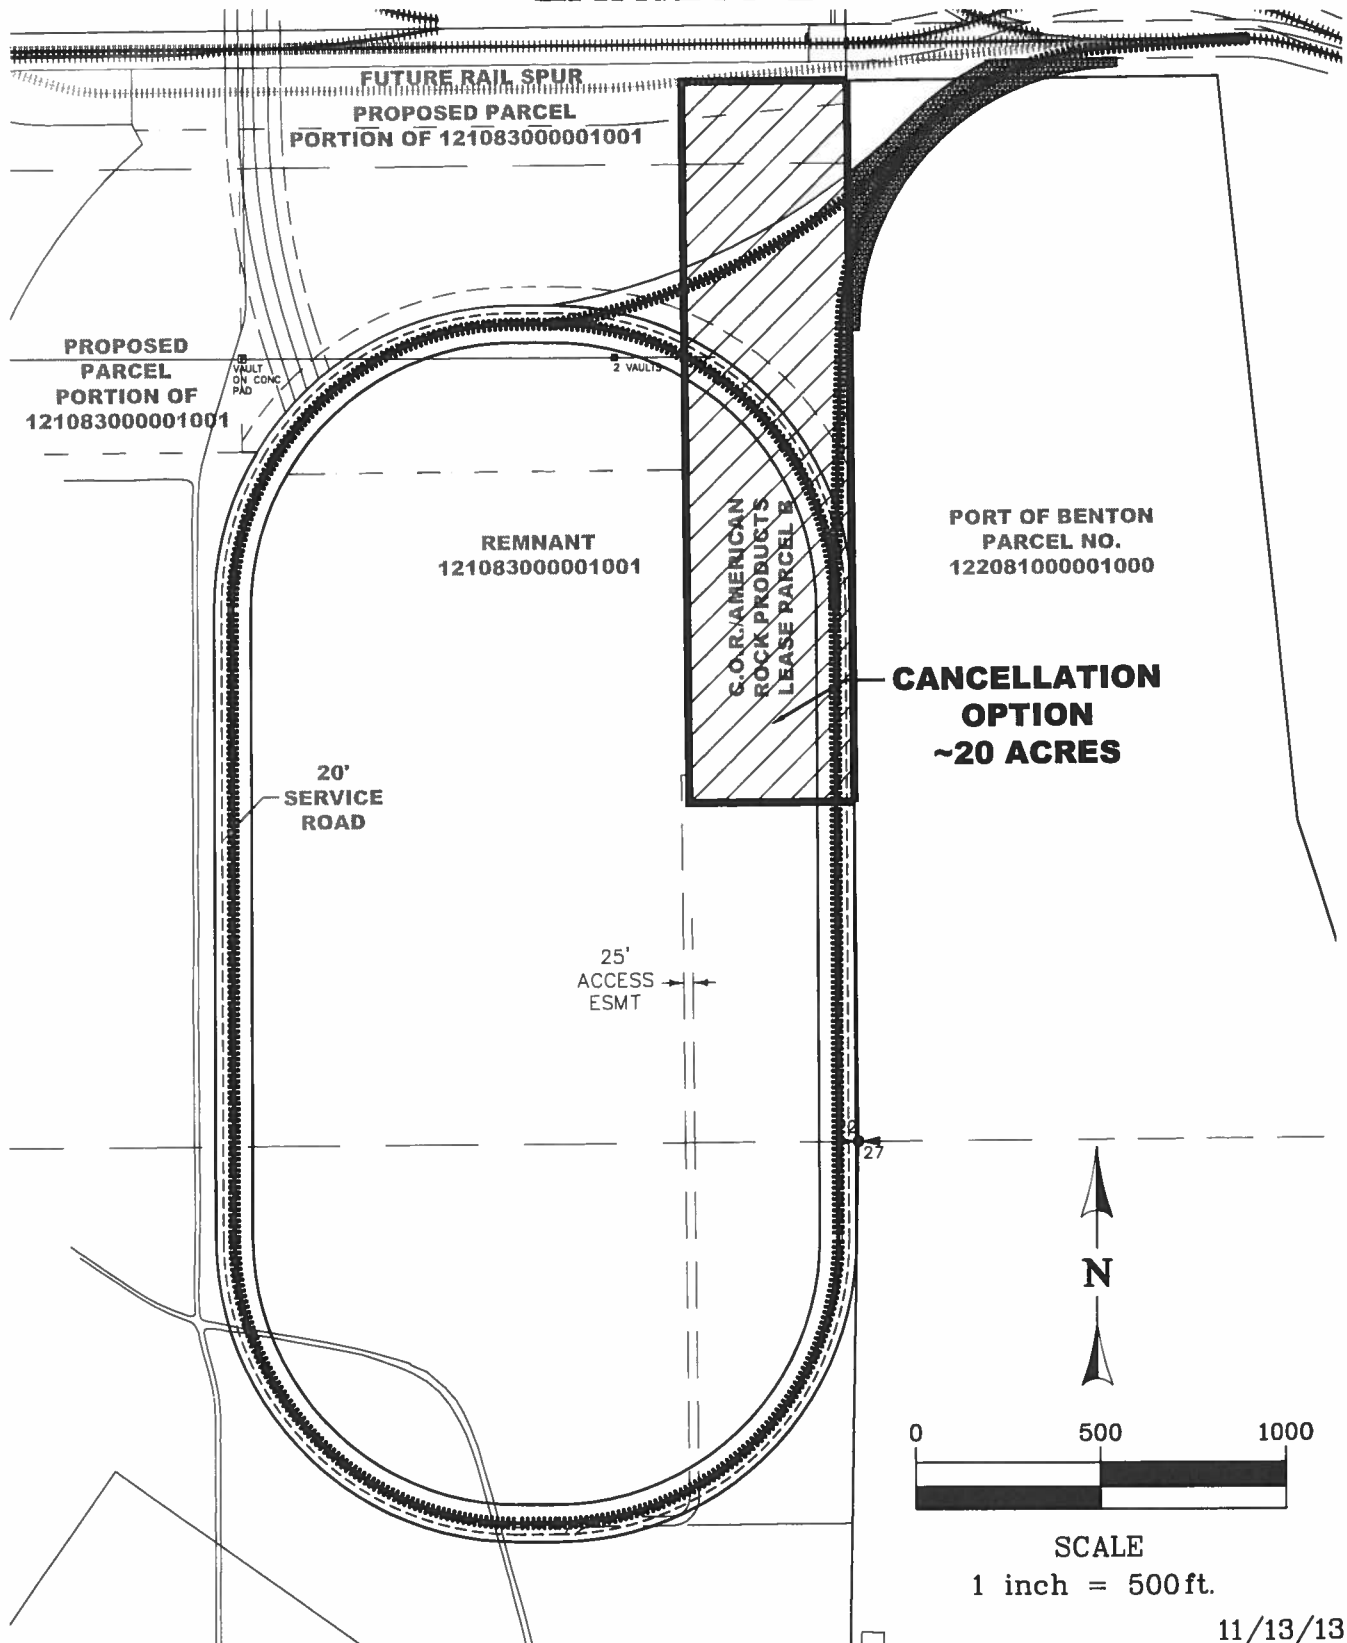 FUTURE RAIL SPUR
PROPOSED PARCEL
PORTION OF 121083000001001
PROPOSED
PARCEL
PORTION OF
121083000001001
VAULT
ON CONC
PAD
2 VAULTS
REMNANT
121083000001001
G.O.R./AMERICAN
ROCK PRODUCTS
LEASE PARCEL B
PORT OF BENTON
PARCEL NO.
122081000001000
CANCELLATION
OPTION
~20 ACRES
20'
SERVICE
ROAD
25'
ACCESS
ESMT
27
N
0 500 1000
SCALE
1 inch = 500ft.
11/13/13